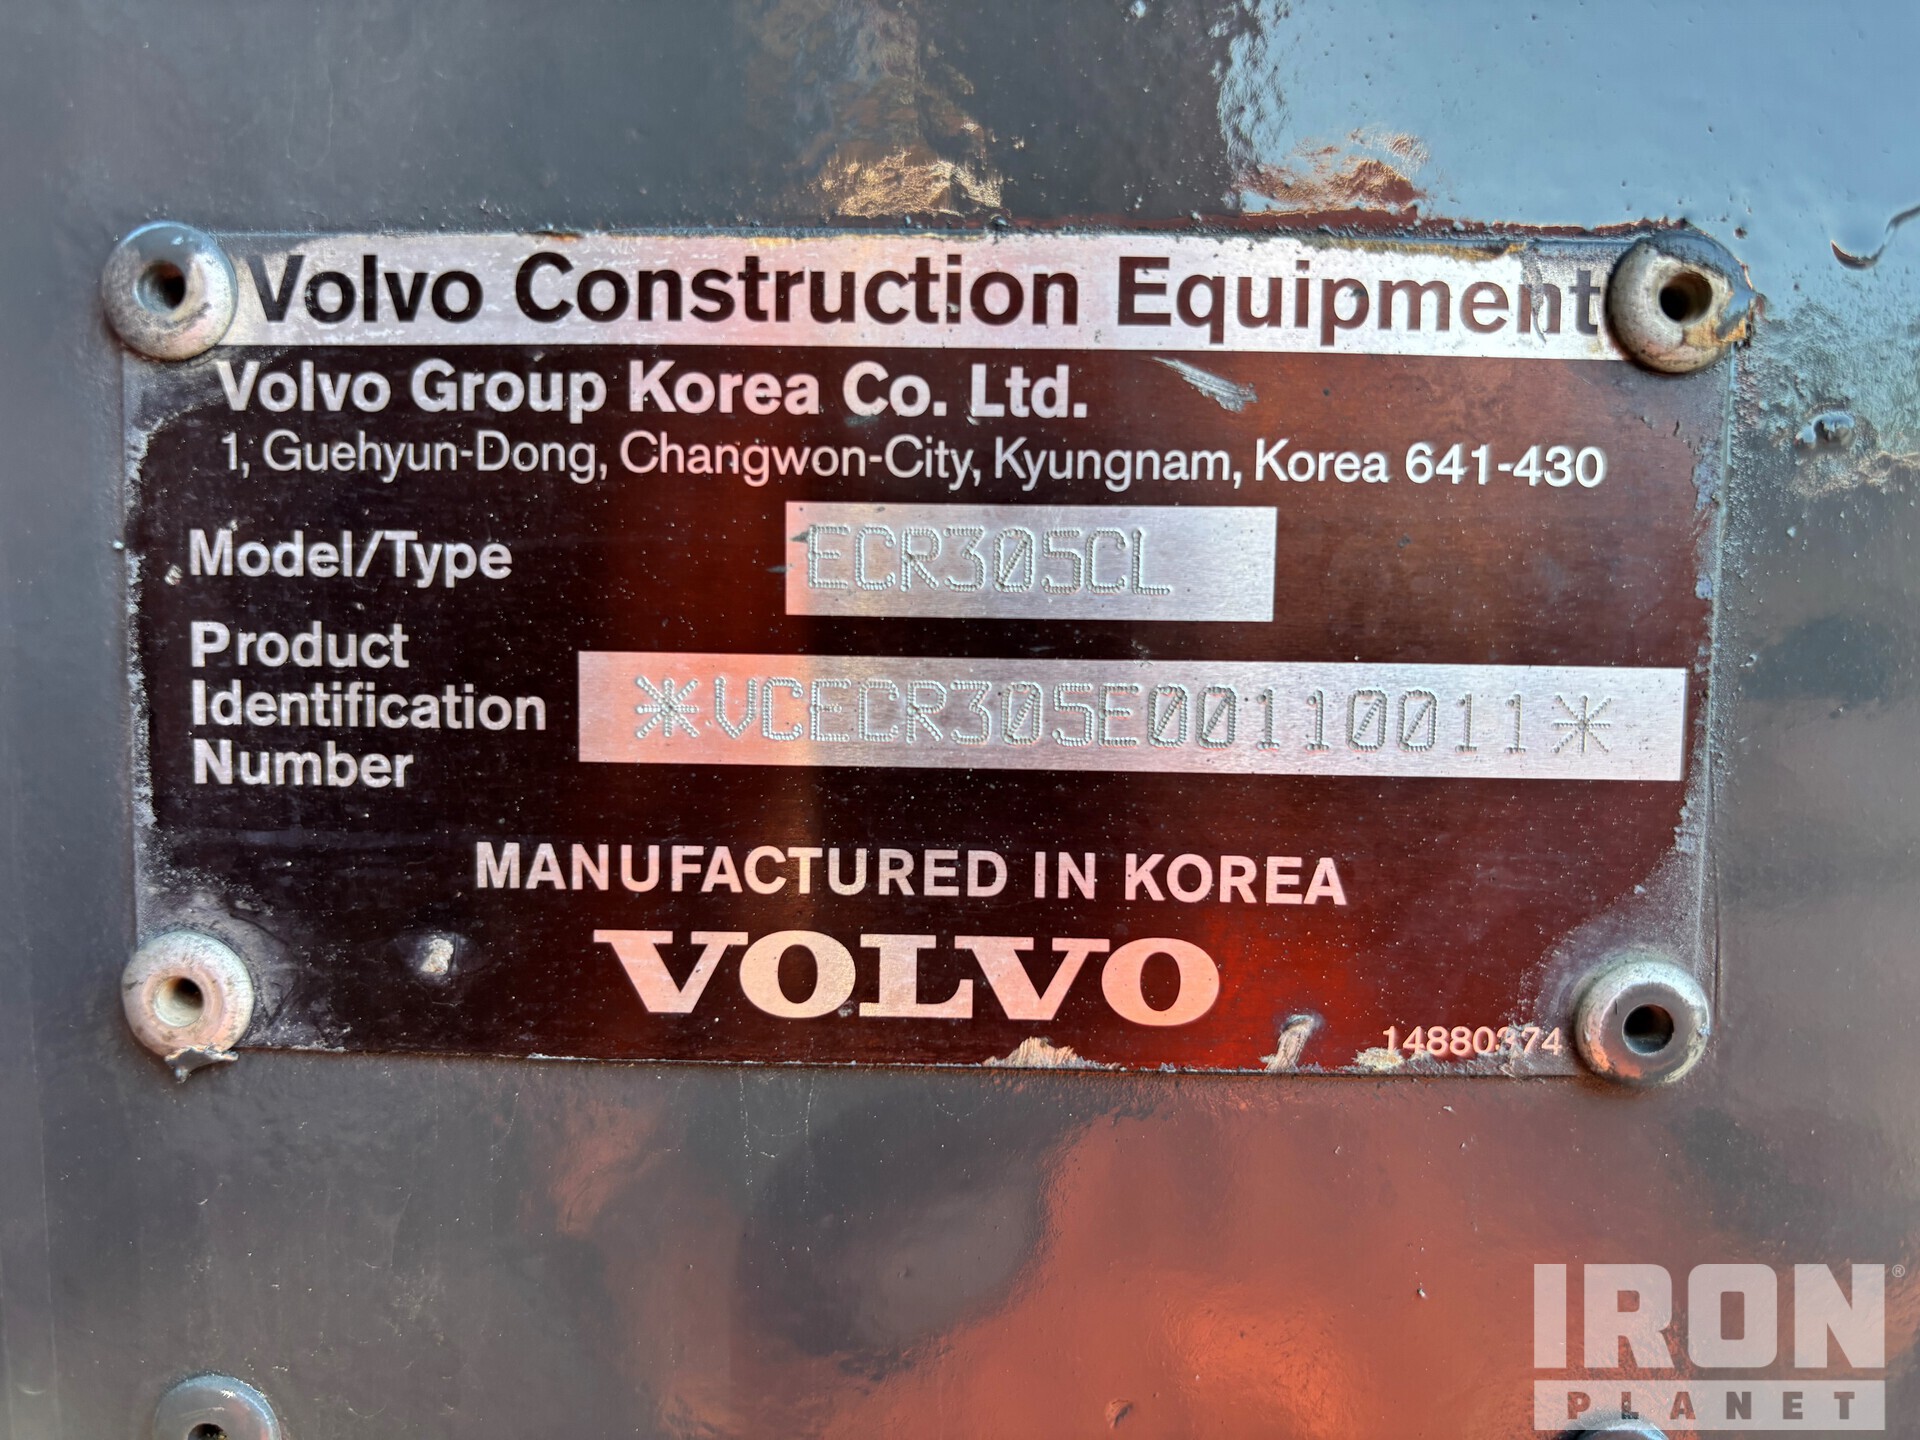 Volvo Construction Equipment
Volvo Group Korea Co. Ltd.
1, Guehyun-Dong, Changwon-City, Kyungnam, Korea 641-430
Model/Type ECR305CL
Product
Identification
Number
*VCECR305E00110011*
MANUFACTURED IN KOREA
VOLVO
14880374
IRON®
PLANET